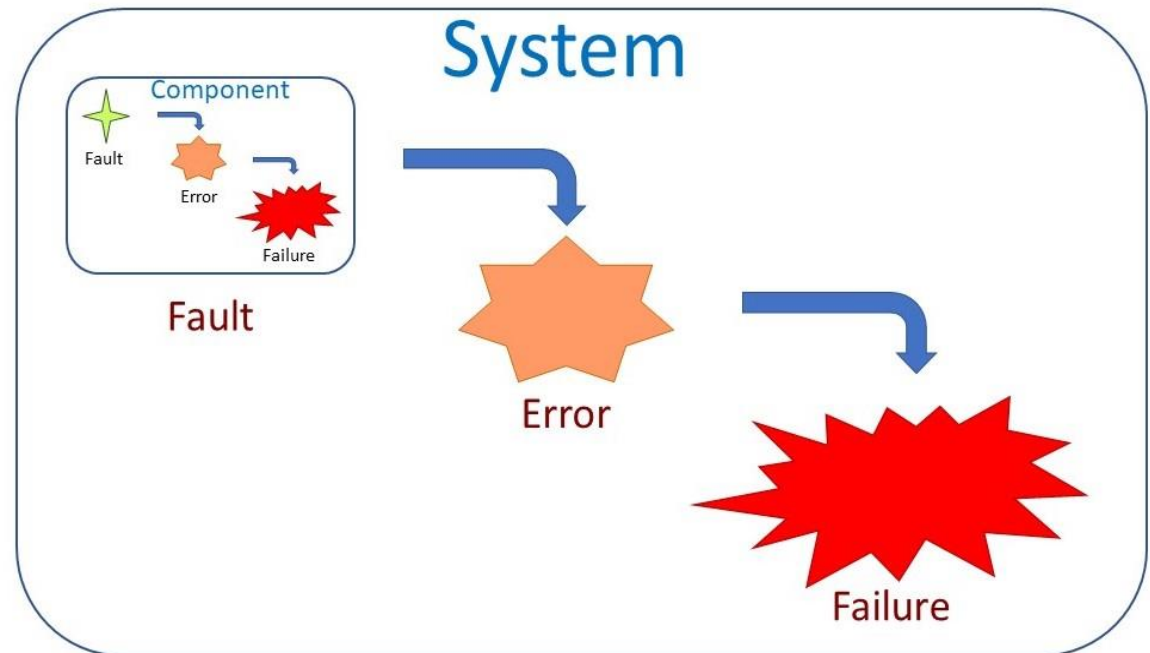 System
Component
Fault
Error
Failure
Fault
Error
Failure